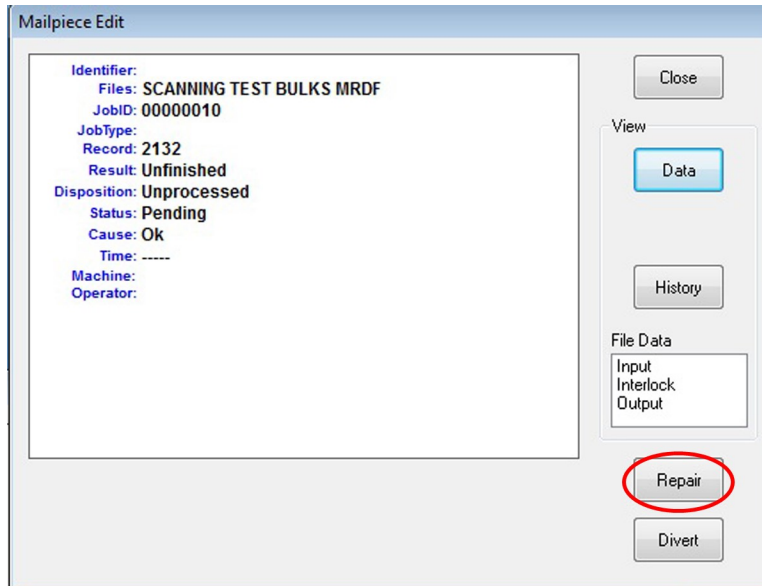 Mailpiece Edit
Identifier:
Files: SCANNING TEST BULKS MRDF
JobID: 00000010
JobType:
Record: 2132
Result: Unfinished
Disposition: Unprocessed
Status: Pending
Cause: Ok
Time: -----
Machine:
Operator:
Close
View
Data
History
File Data
Input
Interlock
Output
Repair
Divert